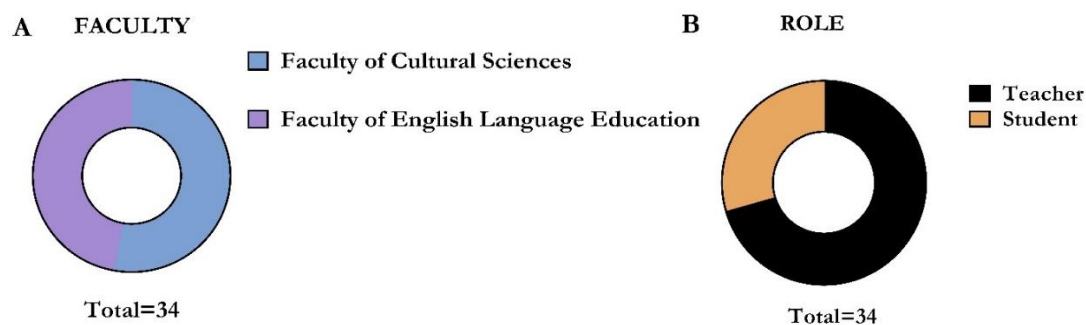 A FACULTY
Faculty of Cultural Sciences
Faculty of English Language Education
Total=34
B ROLE
Teacher
Student
Total=34